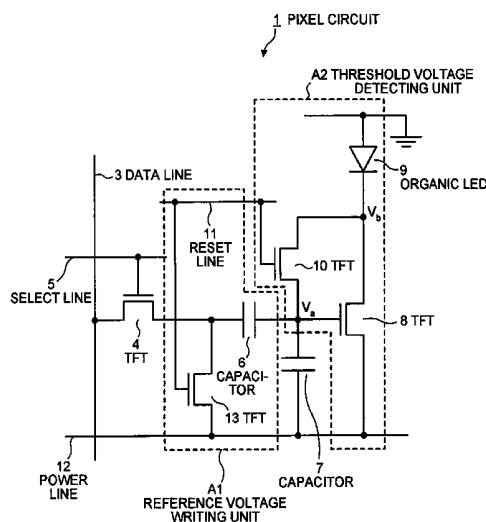 1 PIXEL CIRCUIT
A2 THRESHOLD VOLTAGE
DETECTING UNIT
3 DATA LINE
9
ORGANIC LED
11
RESET
LINE
Vb
10 TFT
5
SELECT LINE
Va
8 TFT
4
TFT
6
CAPACI-
TOR
13 TFT
12
POWER
LINE
A1
REFERENCE VOLTAGE
WRITING UNIT
7
CAPACITOR